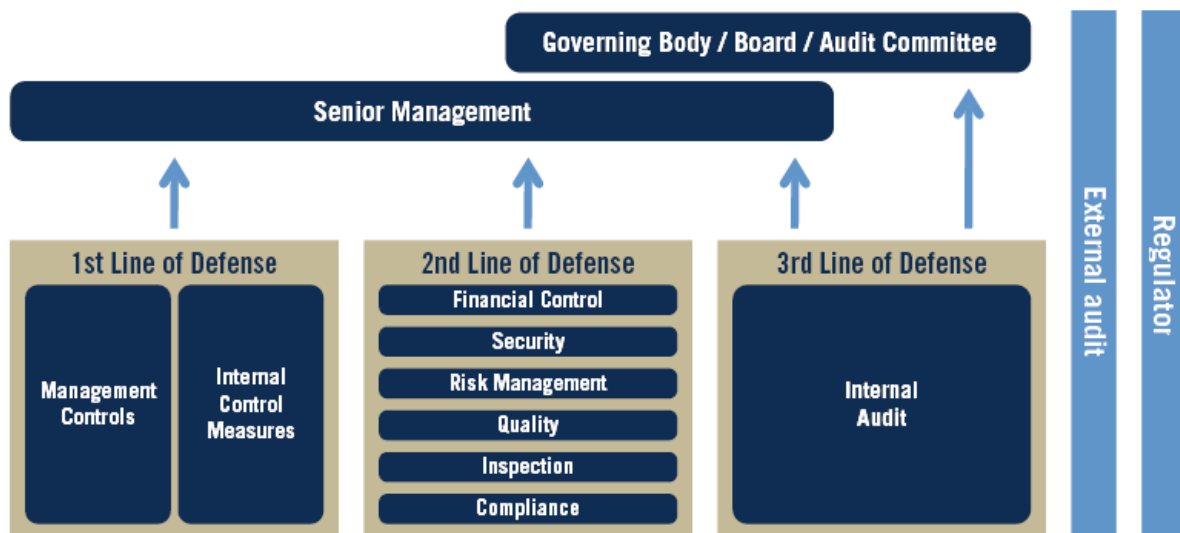 Governing Body / Board / Audit Committee
Senior Management
1st Line of Defense
Management
Controls
Internal
Control
Measures
2nd Line of Defense
Financial Control
Security
Risk Management
Quality
Inspection
Compliance
3rd Line of Defense
Internal
Audit
External audit
Regulator